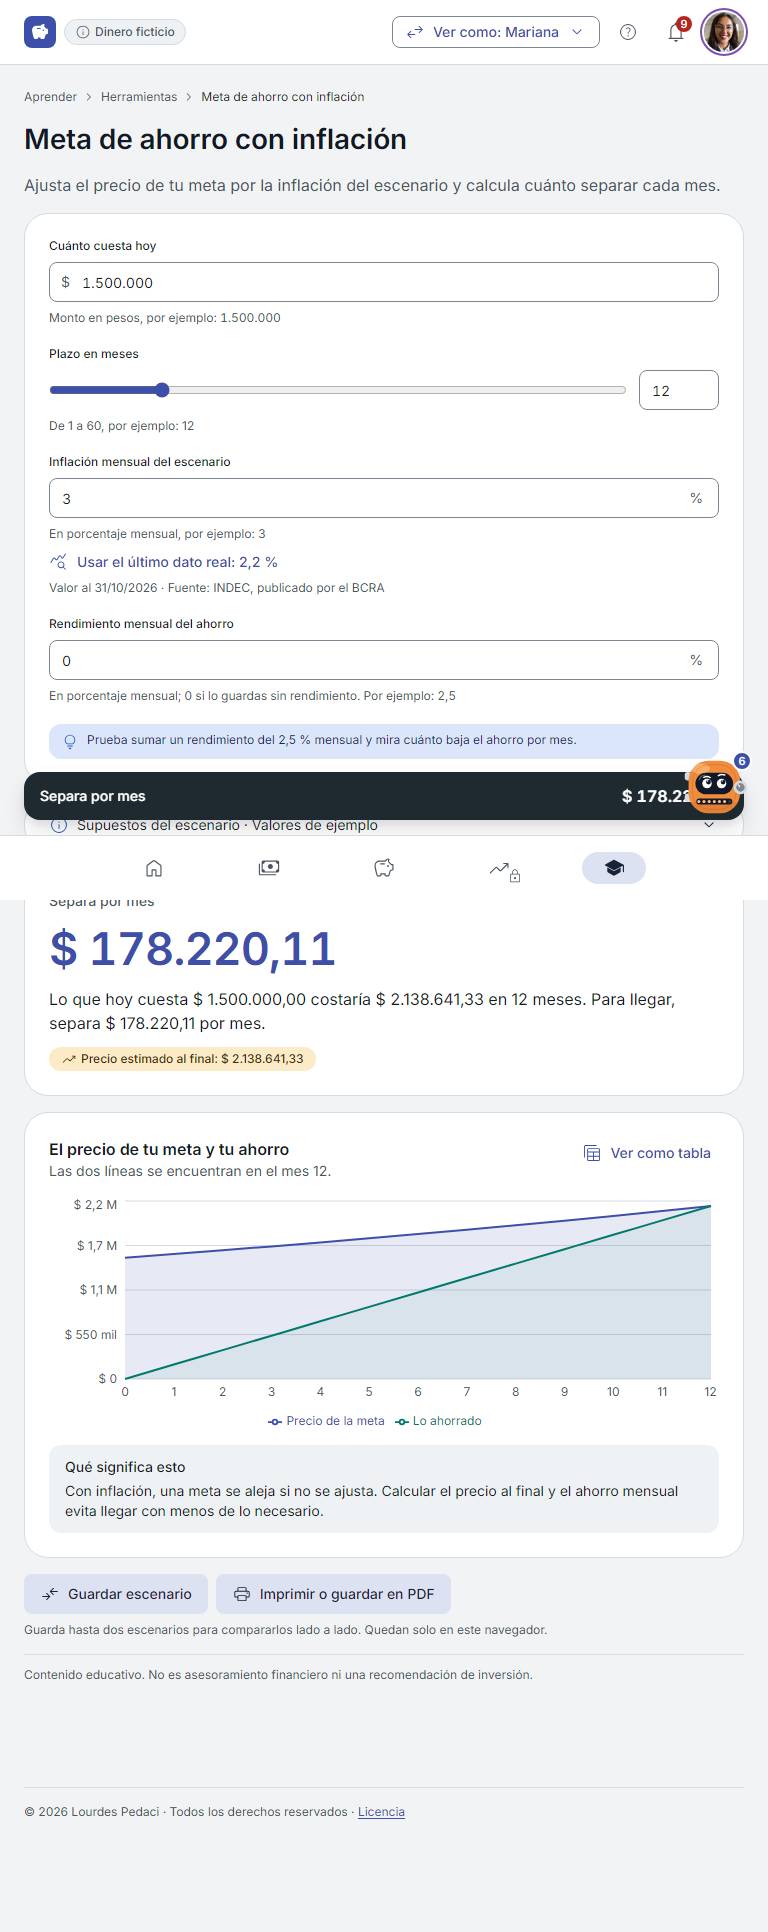 Dinero ficticio
Ver como: Mariana
9
Aprender > Herramientas > Meta de ahorro con inflación
Meta de ahorro con inflación
Ajusta el precio de tu meta por la inflación del escenario y calcula cuánto separar cada mes.
Cuánto cuesta hoy
$ 1.500.000
Monto en pesos, por ejemplo: 1.500.000
Plazo en meses
12
De 1 a 60, por ejemplo: 12
Inflación mensual del escenario
3 %
En porcentaje mensual, por ejemplo: 3
Usar el último dato real: 2,2 %
Valor al 31/10/2026 · Fuente: INDEC, publicado por el BCRA
Rendimiento mensual del ahorro
0 %
En porcentaje mensual; 0 si lo guardas sin rendimiento. Por ejemplo: 2,5
Prueba sumar un rendimiento del 2,5 % mensual y mira cuánto baja el ahorro por mes.
6
Separa por mes
$ 178.22
Supuestos del escenario · Valores de ejemplo
Separa por mes
$ 178.220,11
Lo que hoy cuesta $ 1.500.000,00 costaría $ 2.138.641,33 en 12 meses. Para llegar,
separa $ 178.220,11 por mes.
Precio estimado al final: $ 2.138.641,33
El precio de tu meta y tu ahorro
Ver como tabla
Las dos líneas se encuentran en el mes 12.
$ 2,2 M
$ 1,7 M
$ 1,1 M
$ 550 mil
$ 0
0 1 2 3 4 5 6 7 8 9 10 11 12
Precio de la meta Lo ahorrado
Qué significa esto
Con inflación, una meta se aleja si no se ajusta. Calcular el precio al final y el ahorro mensual
evita llegar con menos de lo necesario.
Guardar escenario
Imprimir o guardar en PDF
Guarda hasta dos escenarios para compararlos lado a lado. Quedan solo en este navegador.
Contenido educativo. No es asesoramiento financiero ni una recomendación de inversión.
© 2026 Lourdes Pedaci · Todos los derechos reservados · Licencia